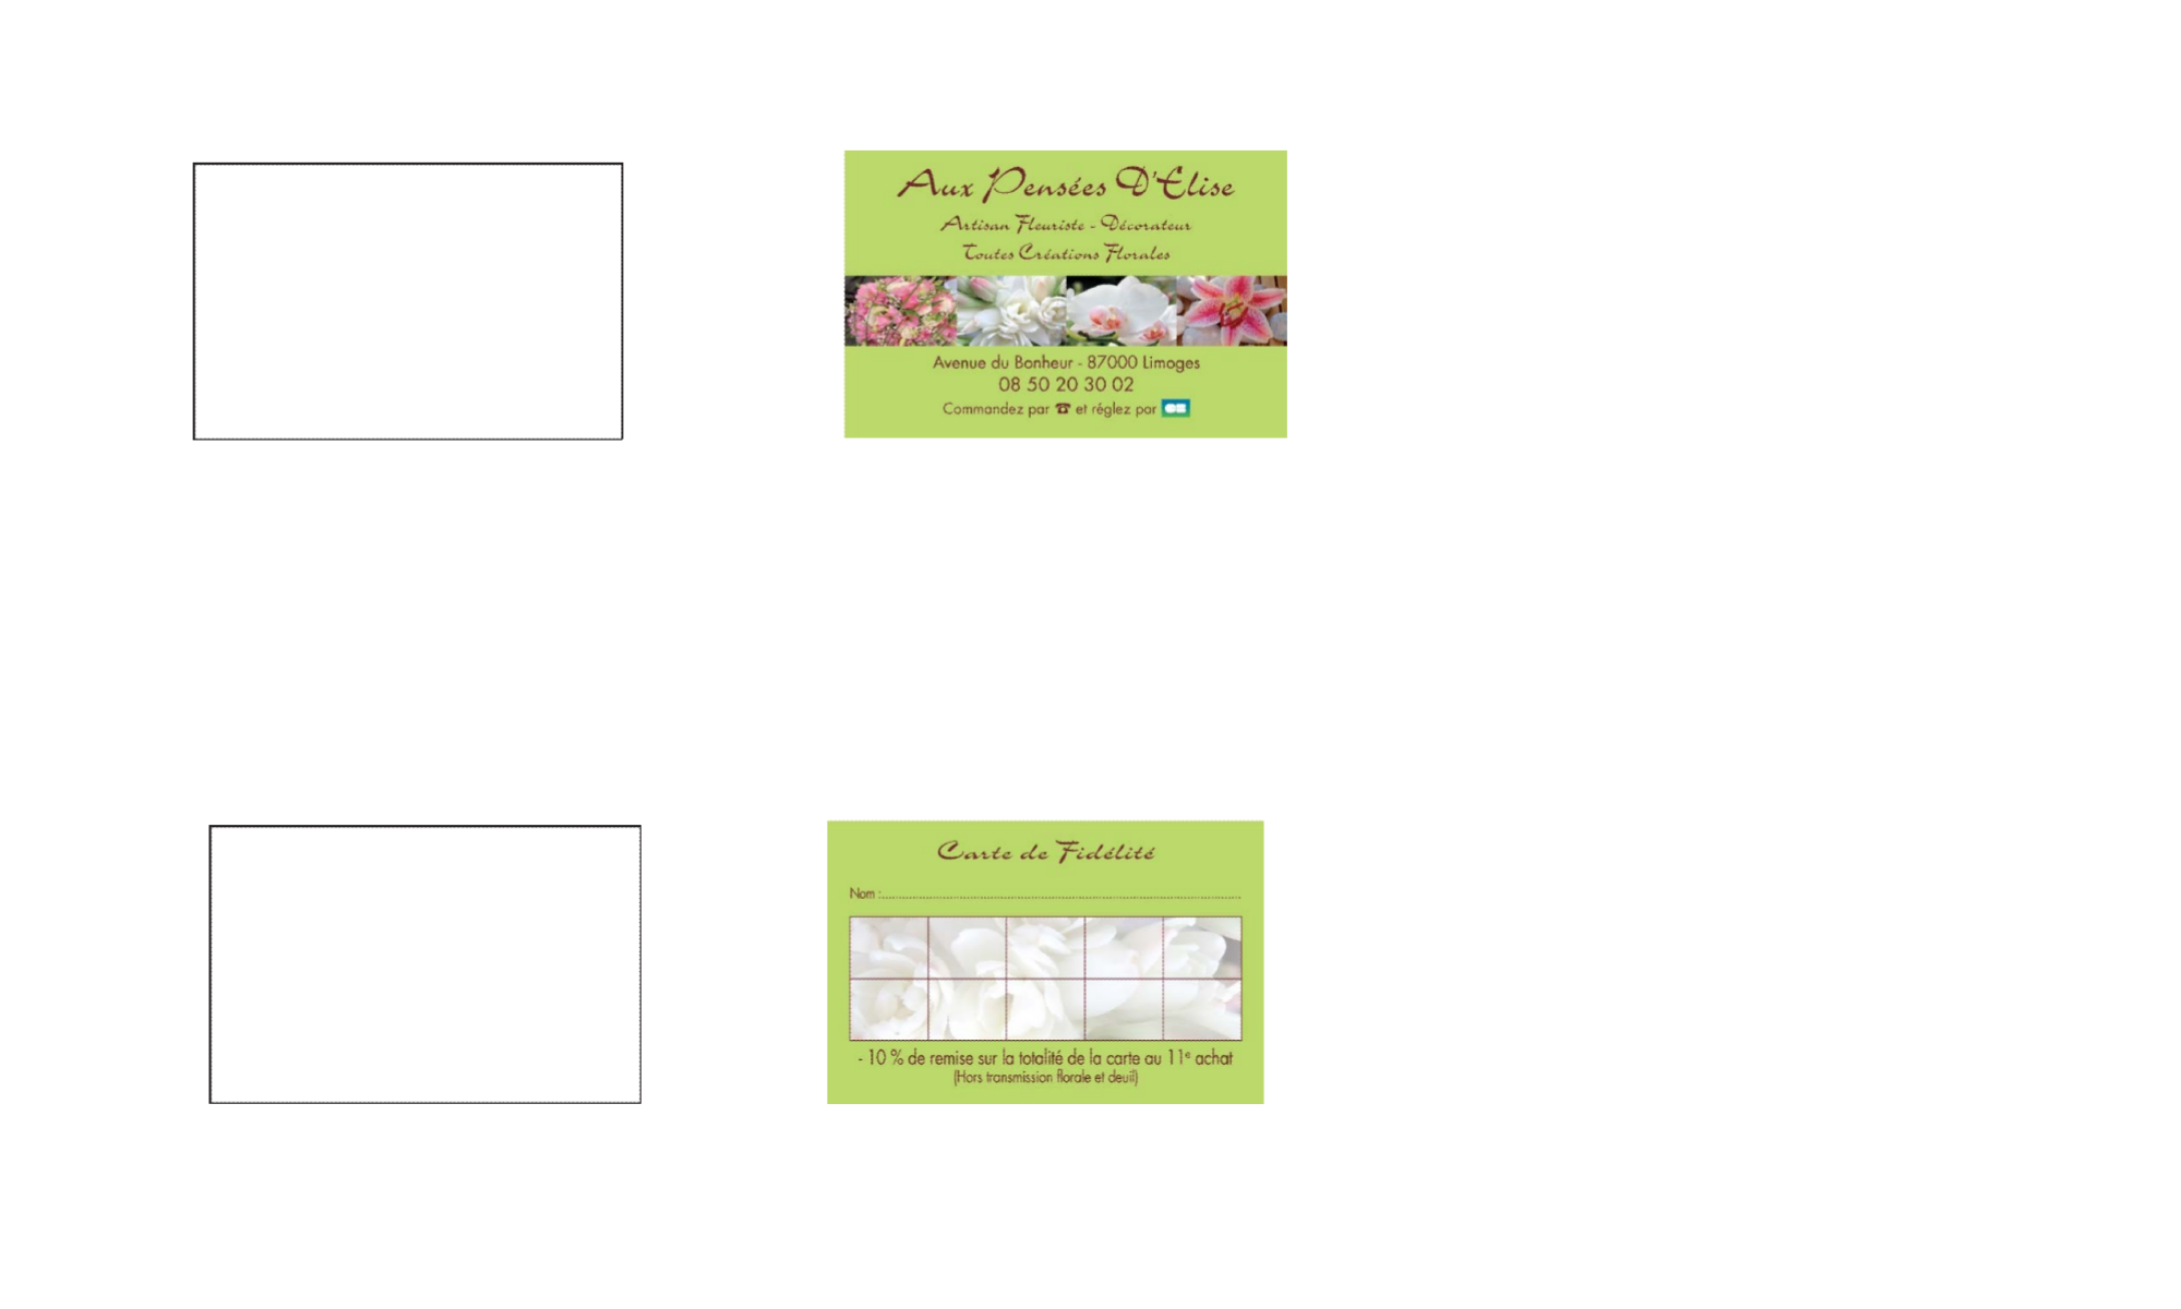 Aux Pensées D'Elise
Artisan Fleuriste - Décorateur
Toutes Créations Florales
Avenue du Bonheur - 87000 Limoges
08 50 20 30 02
Commandez par ☎ et réglez par CB
Carte de Fidélité
Nom :
- 10 % de remise sur la totalité de la carte au 11e achat
(Hors transmission florale et deuil)